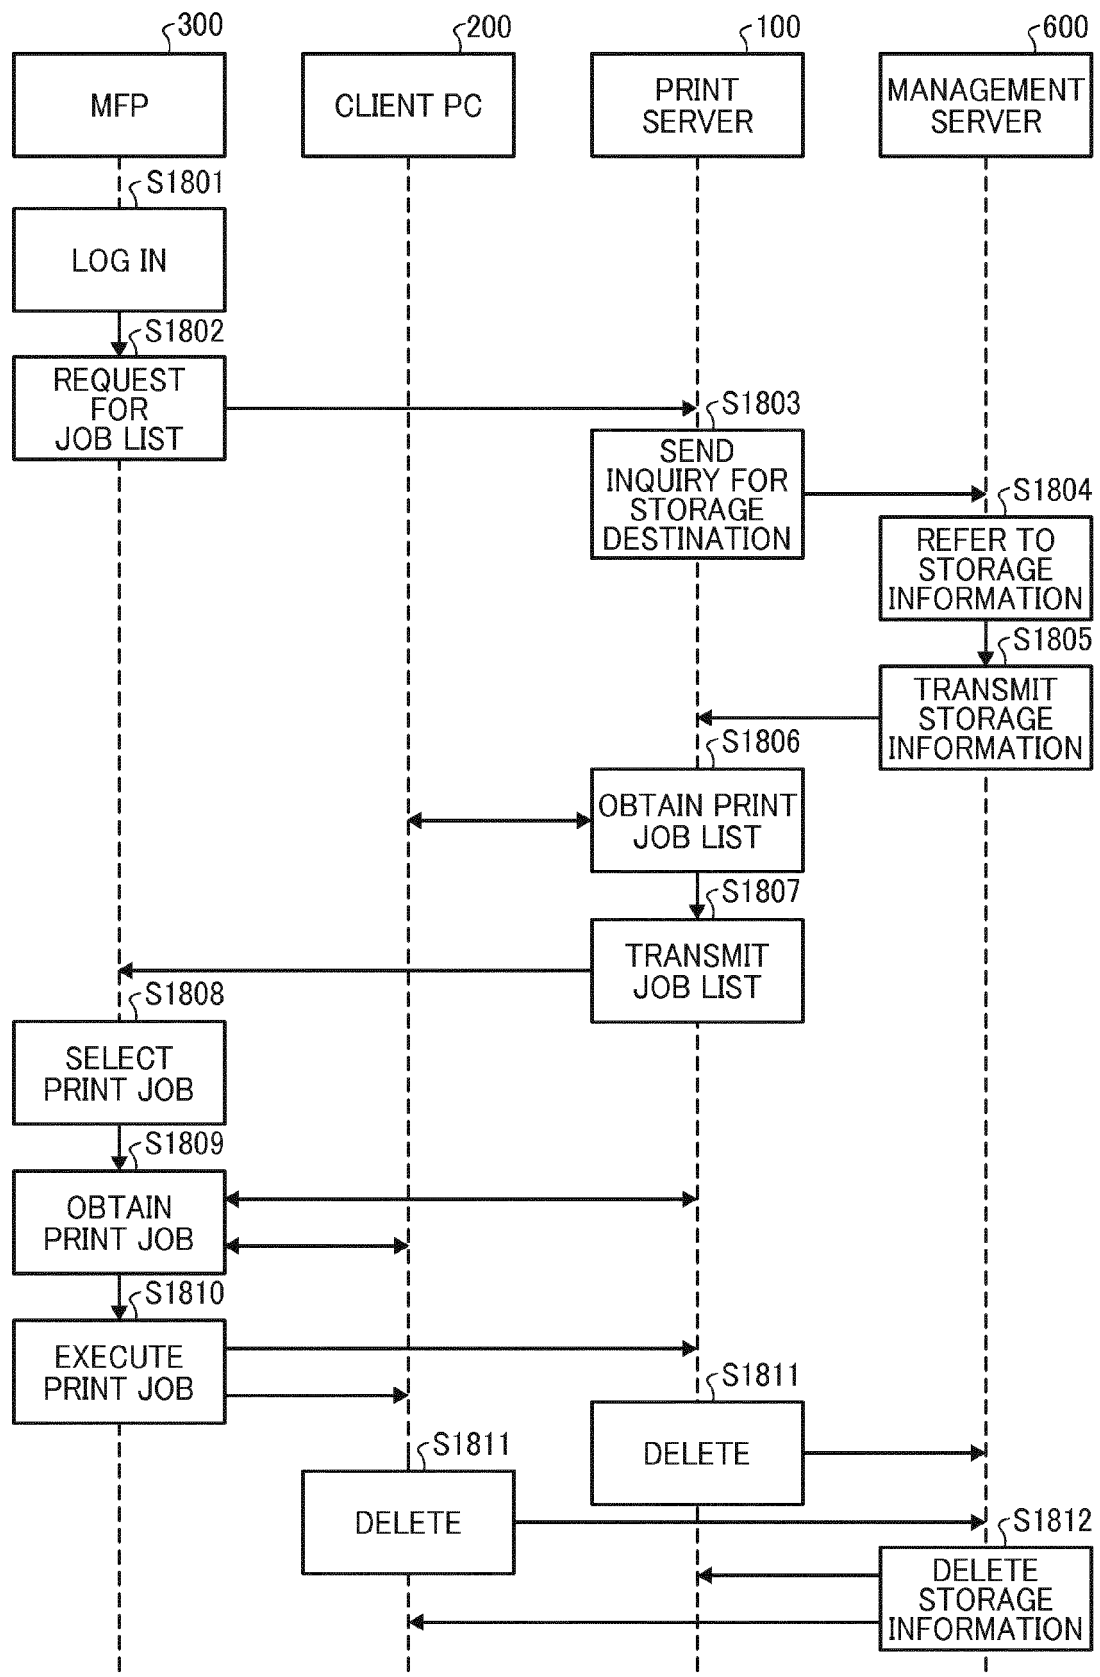 300
200
100
600
MFP
CLIENT PC
PRINT
SERVER
MANAGEMENT
SERVER
S1801
LOG IN
S1802
REQUEST
FOR
JOB LIST
S1803
SEND
INQUIRY FOR
STORAGE
DESTINATION
S1804
REFER TO
STORAGE
INFORMATION
S1805
TRANSMIT
STORAGE
INFORMATION
S1806
OBTAIN PRINT
JOB LIST
S1807
TRANSMIT
JOB LIST
S1808
SELECT
PRINT JOB
S1809
OBTAIN
PRINT JOB
S1810
EXECUTE
PRINT JOB
S1811
DELETE
S1811
DELETE
S1812
DELETE
STORAGE
INFORMATION